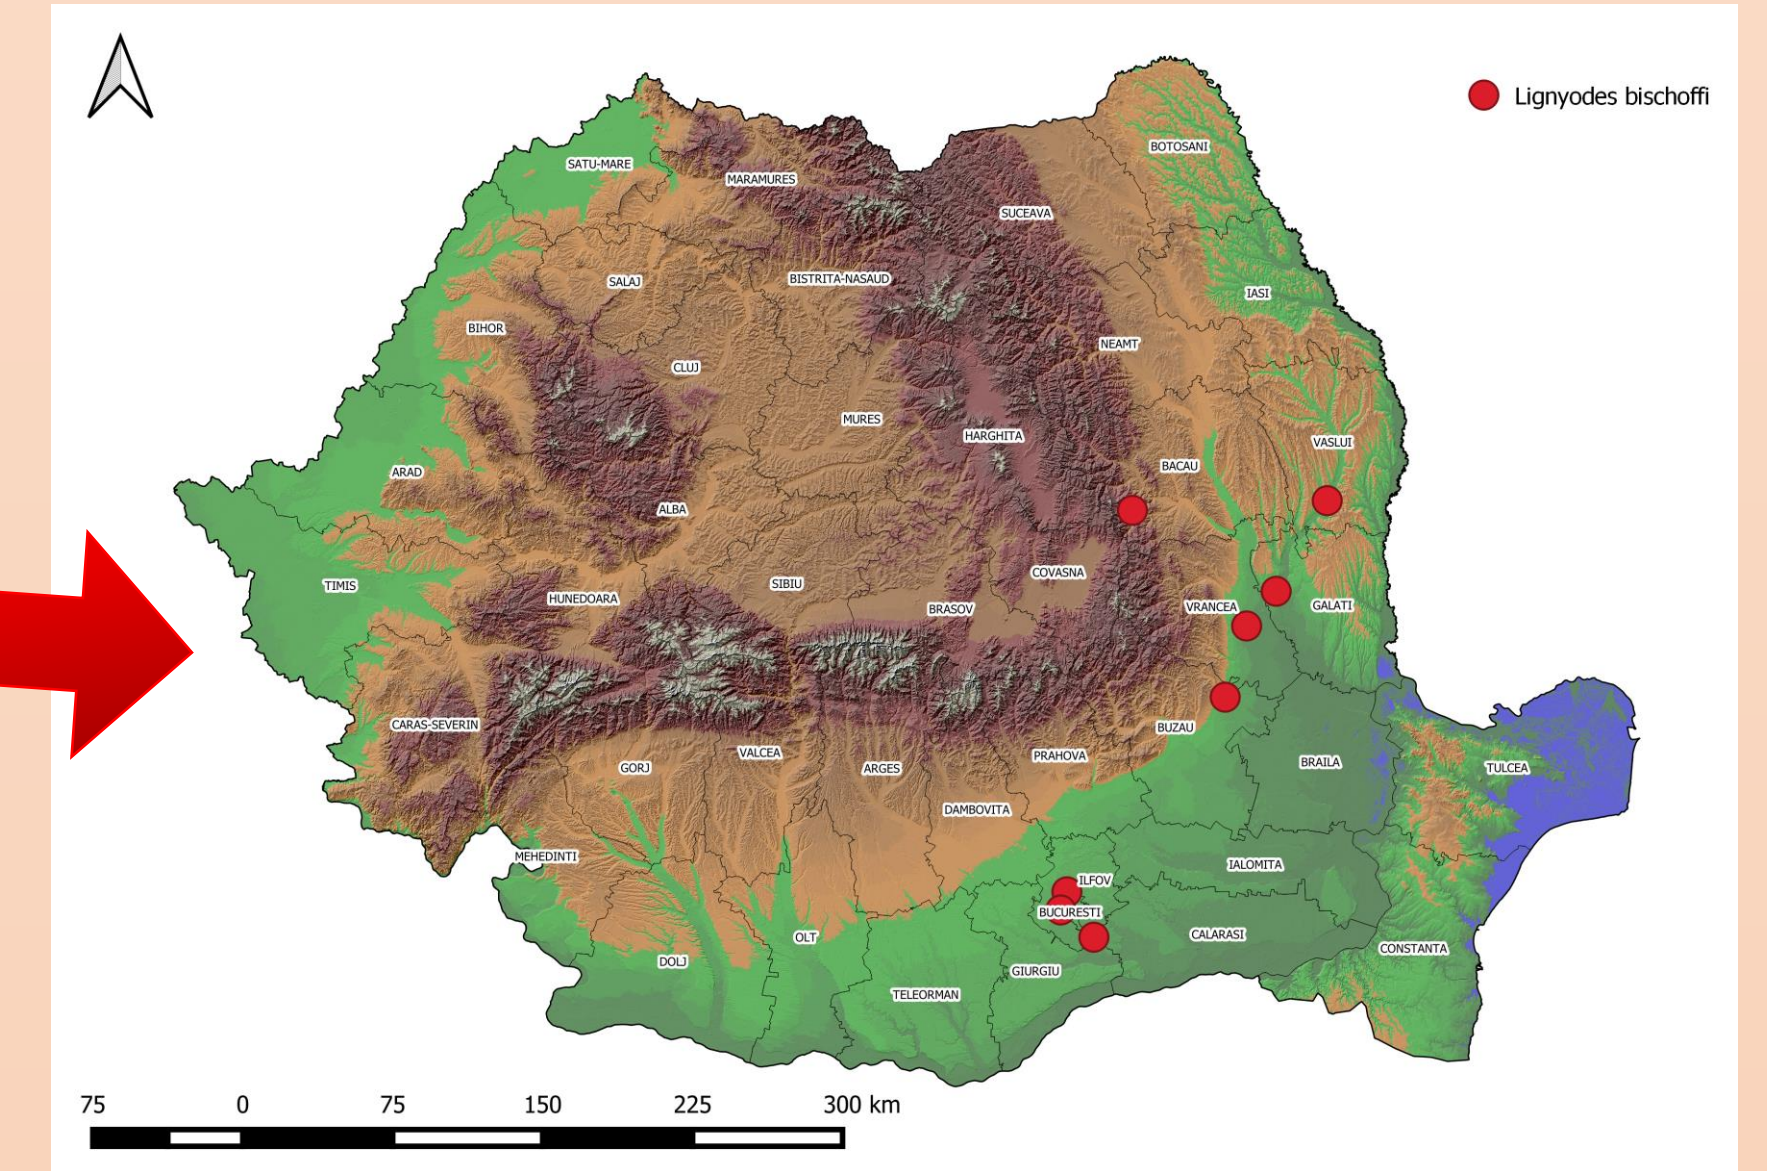 Lignyodes bischoffi
BOTOSANI
SATU-MARE
MARAMURES
SUCEAVA
SALAJ
BISTRITA-NASAUD
IASI
BIHOR
NEAMT
CLUJ
MURES
HARGHITA
VASLUI
ARAD
BACAU
ALBA
TIMIS
HUNEDOARA
SIBIU
COVASNA
BRASOV
VRANCEA
GALATI
CARAS-SEVERIN
VALCEA
GORJ
ARGES
PRAHOVA
BUZAU
BRAILA
TULCEA
DAMBOVITA
MEHEDINTI
ILFOV
IALOMITA
BUCURESTI
OLT
CALARASI
CONSTANTA
DOLJ
GIURGIU
TELEORMAN
75 0 75 150 225 300 km